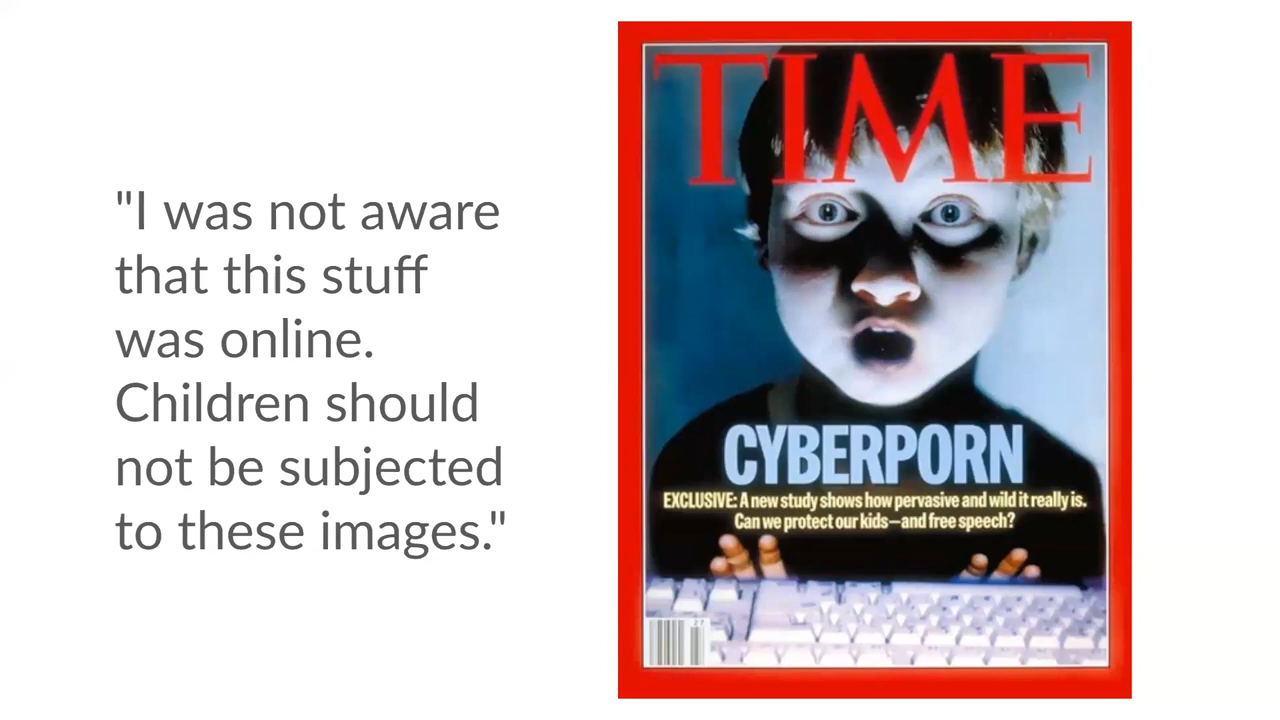 "I was not aware
that this stuff
was online.
Children should
not be subjected
to these images."
TIME
CYBERPORN
EXCLUSIVE: A new study shows how pervasive and wild it really is.
Can we protect our kids—and free speech?
27